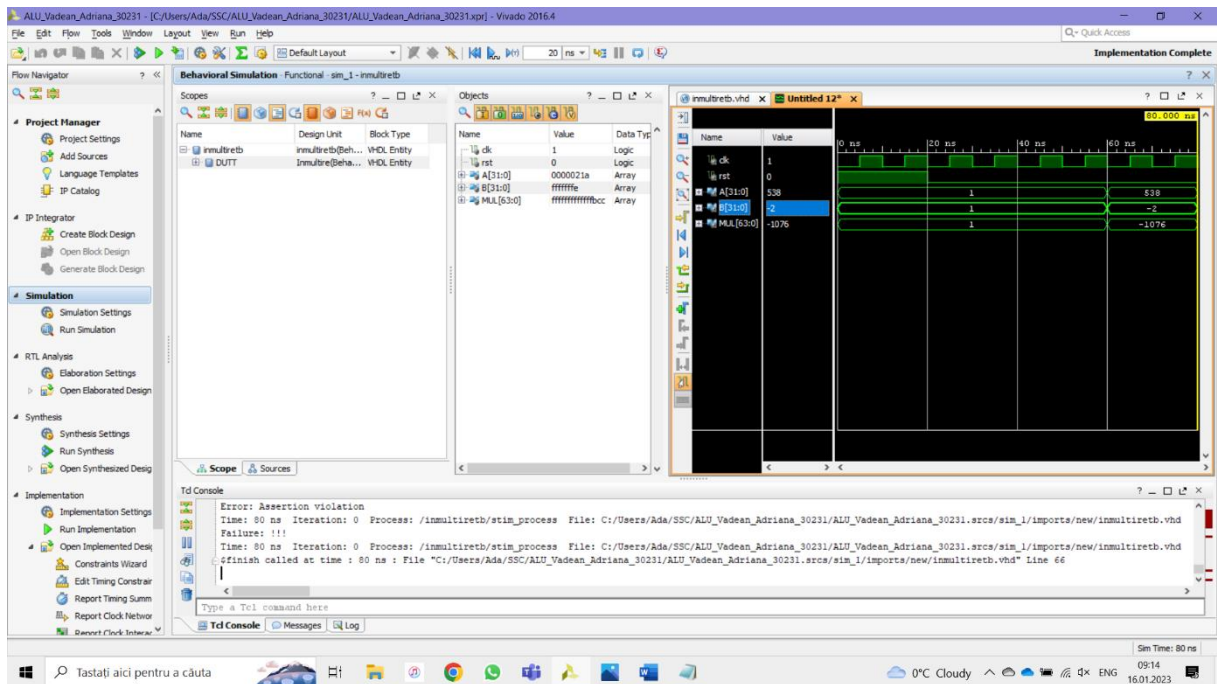 ALU_Vadean_Adriana_30231 - [C:/Users/Ada/SSC/ALU_Vadean_Adriana_30231/ALU_Vadean_Adriana_30231.xpr] - Vivado 2016.4
File Edit Flow Tools Window Layout View Run Help
Q- Quick Access
Default Layout
20 ns
Implementation Complete
Flow Navigator
Project Manager
Project Settings
Add Sources
Language Templates
IP Catalog
IP Integrator
Create Block Design
Open Block Design
Generate Block Design
Simulation
Simulation Settings
Run Simulation
RTL Analysis
Elaboration Settings
Open Elaborated Design
Synthesis
Synthesis Settings
Run Synthesis
Open Synthesized Desig
Implementation
Implementation Settings
Run Implementation
Open Implemented Desig
Constraints Wizard
Edit Timing Constrair
Report Timing Summ
Report Clock Networ
Report Clock Interac
Behavioral Simulation - Functional - sim_1 - inmultiretb
Scopes
Name Design Unit Block Type
inmultiretb inmultiretb(Beh... VHDL Entity
DUTT Inmultire(Beha... VHDL Entity
Scope Sources
Objects
Name Value Data Typ
clk 1 Logic
rst 0 Logic
A[31:0] 0000021a Array
B[31:0] fffffffe Array
MUL[63:0] fffffffffffffbcc Array
inmultiretb.vhd Untitled 12*
80.000 ns
Name Value 0 ns 20 ns 40 ns 60 ns
clk 1
rst 0
A[31:0] 538 1 538
B[31:0] -2 1 -2
MUL[63:0] -1076 1 -1076
Tcl Console
Error: Assertion violation
Time: 80 ns Iteration: 0 Process: /inmultiretb/stim_process File: C:/Users/Ada/SSC/ALU_Vadean_Adriana_30231/ALU_Vadean_Adriana_30231.srcs/sim_1/imports/new/inmultiretb.vhd
Failure: !!!
Time: 80 ns Iteration: 0 Process: /inmultiretb/stim_process File: C:/Users/Ada/SSC/ALU_Vadean_Adriana_30231/ALU_Vadean_Adriana_30231.srcs/sim_1/imports/new/inmultiretb.vhd
$finish called at time : 80 ns : File "C:/Users/Ada/SSC/ALU_Vadean_Adriana_30231/ALU_Vadean_Adriana_30231.srcs/sim_1/imports/new/inmultiretb.vhd" Line 66
Type a Tcl command here
Tcl Console Messages Log
Sim Time: 80 ns
Tastați aici pentru a căuta
0°C Cloudy
ENG
09:14
16.01.2023